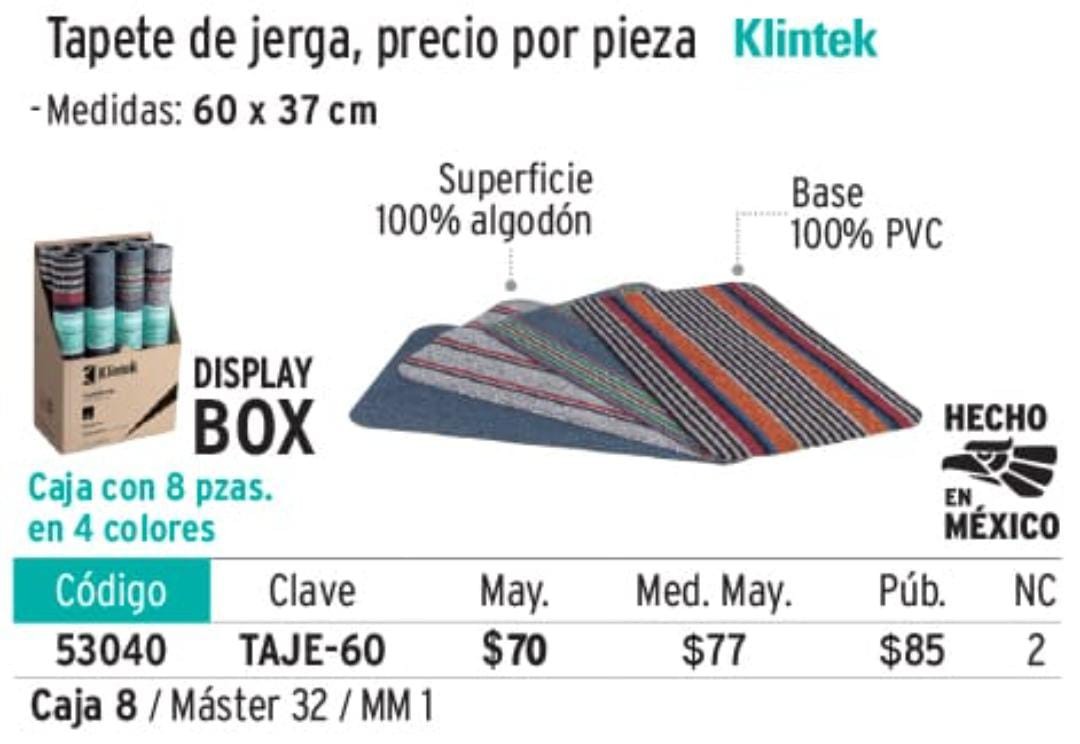 Tapete de jerga, precio por pieza Klintek
- Medidas: 60 x 37 cm
Superficie
100% algodón
Base
100% PVC
Klintek
DISPLAY
BOX
Caja con 8 pzas.
en 4 colores
HECHO
EN
MÉXICO
Código Clave May. Med. May. Púb. NC
53040 TAJE-60 $70 $77 $85 2
Caja 8 / Máster 32 / MM 1